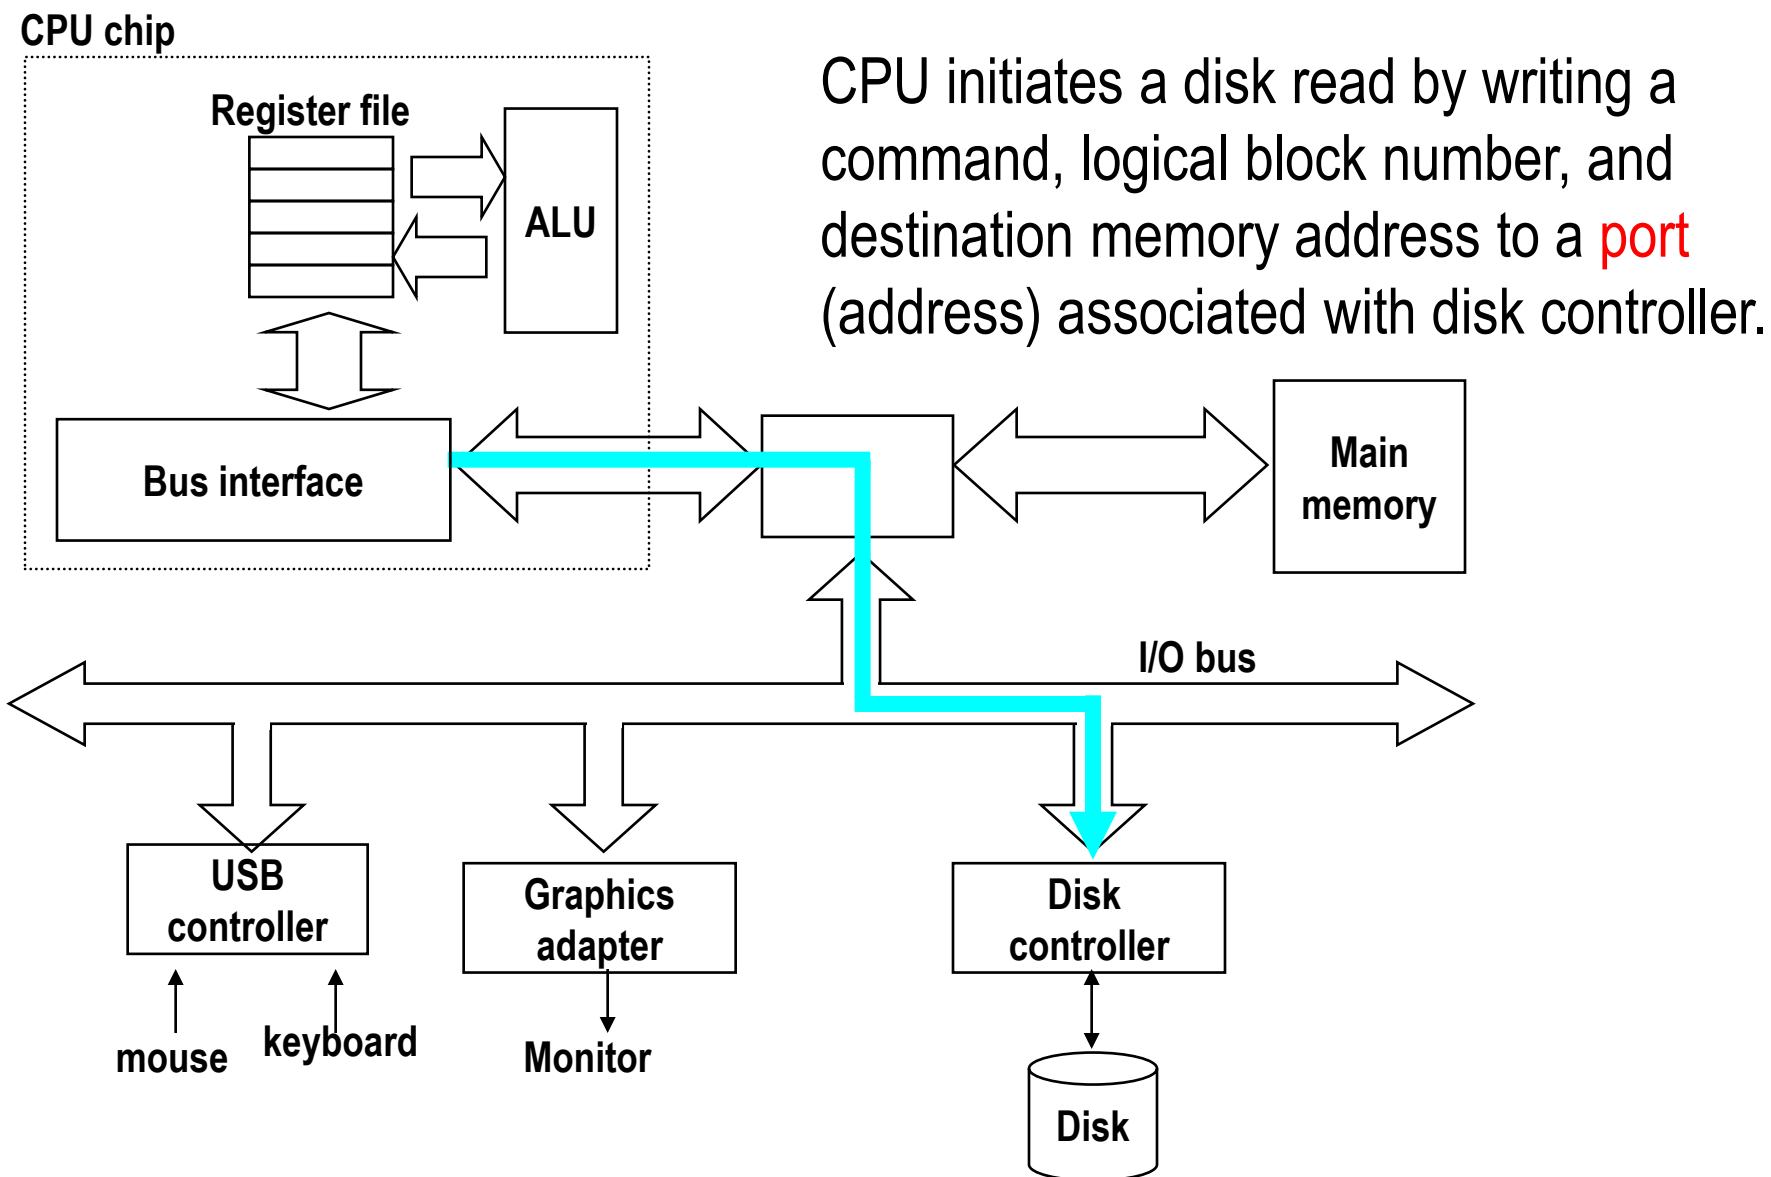 CPU chip
CPU initiates a disk read by writing a
command, logical block number, and
destination memory address to a port
(address) associated with disk controller.
Register file
ALU
Bus interface
Main
memory
I/O bus
USB
controller
Graphics
adapter
Disk
controller
mouse
keyboard
Monitor
Disk